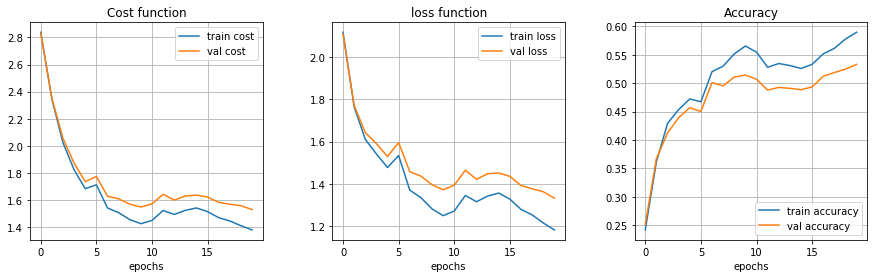 Cost function
2.8
2.6
2.4
2.2
2.0
1.8
1.6
1.4
train cost
val cost
0
5
10
15
epochs
loss function
2.0
1.8
1.6
1.4
1.2
train loss
val loss
0
5
10
15
epochs
Accuracy
0.60
0.55
0.50
0.45
0.40
0.35
0.30
0.25
train accuracy
val accuracy
0
5
10
15
epochs